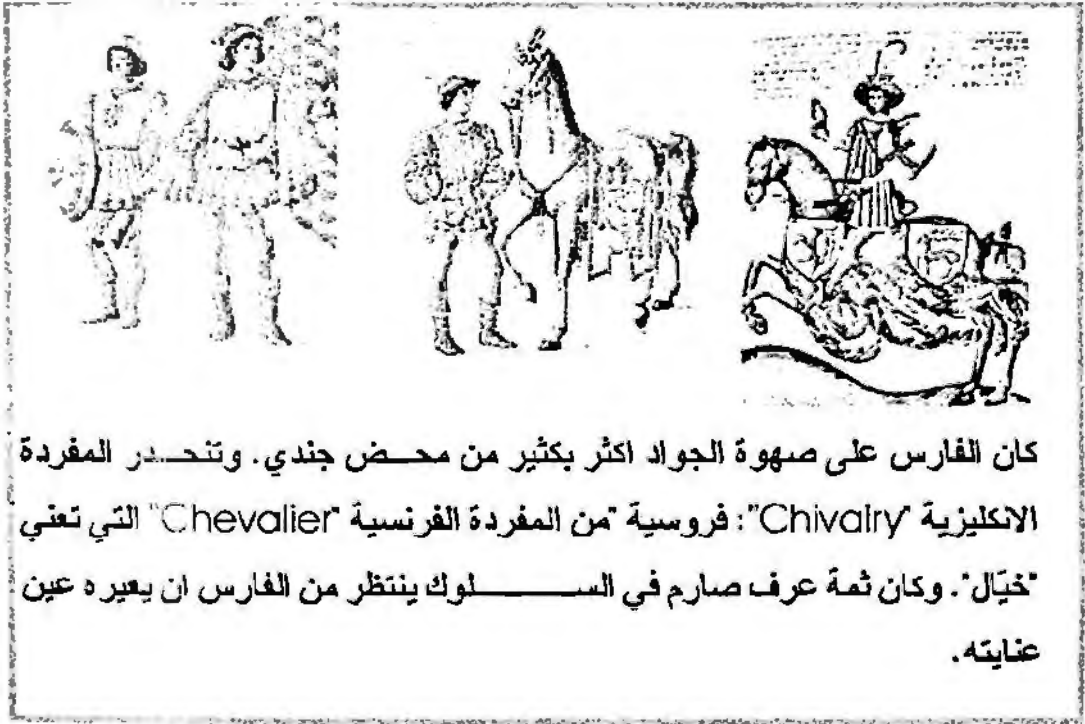 كان الفارس على صهوة الجواد اكثر بكثير من محض جندي. وتنحدر المفردة
الانكليزية "Chivalry": فروسية "من المفردة الفرنسية "Chevalier" التي تعني
"خيّال". وكان ثمة عرف صارم في السلوك ينتظر من الفارس ان يعيره عين
عنايته.